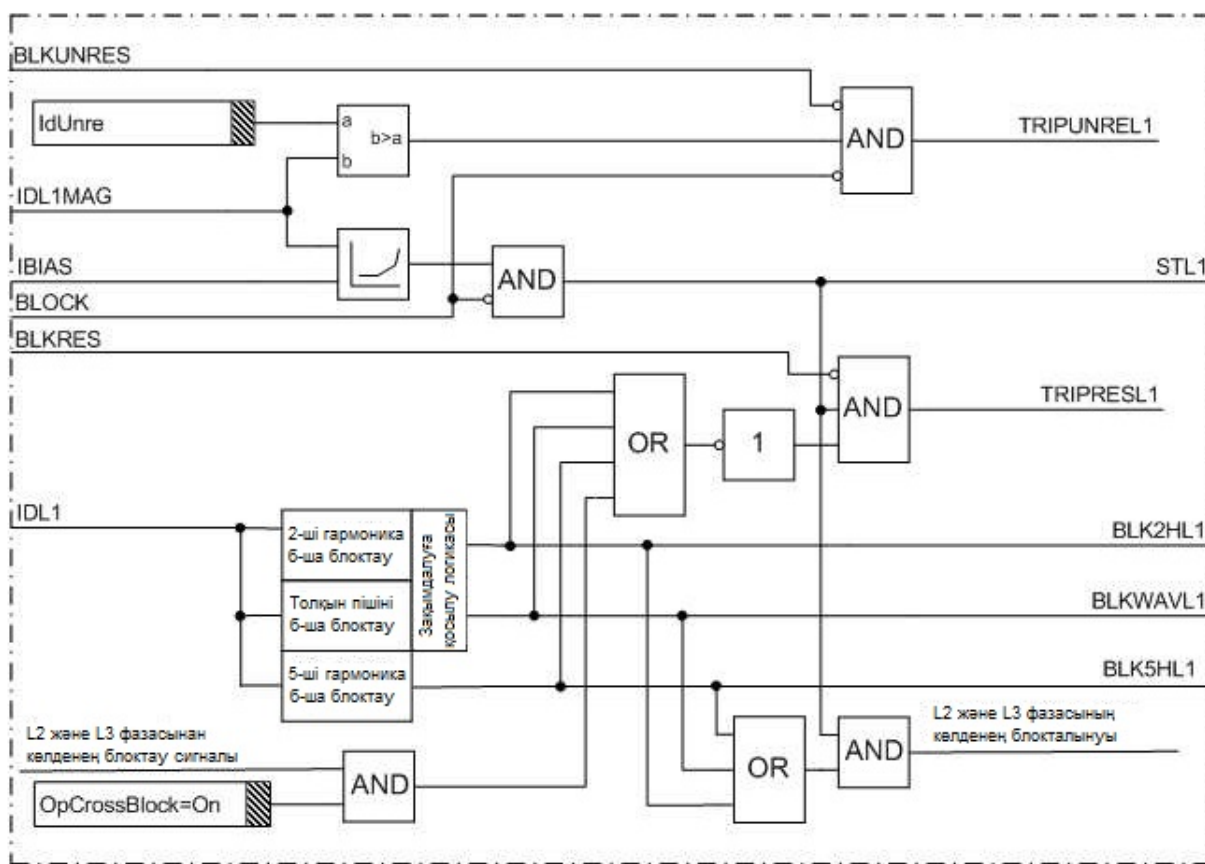 BLKUNRES
IdUnre
a
b>a
b
AND
TRIPUNREL1
IDL1MAG
IBIAS
AND
STL1
BLOCK
BLKRES
OR
1
AND
TRIPRESL1
IDL1
2-ші гармоника
б-ша блоктау
Толқын пішіні
б-ша блоктау
5-ші гармоника
б-ша блоктау
Зақымдалуға
қосылу логикасы
BLK2HL1
BLKWAVL1
BLK5HL1
L2 және L3 фазасынан
көлденең блоктау сигналы
AND
OpCrossBlock=On
OR
AND
L2 және L3 фазасының
көлденең блокталынуы